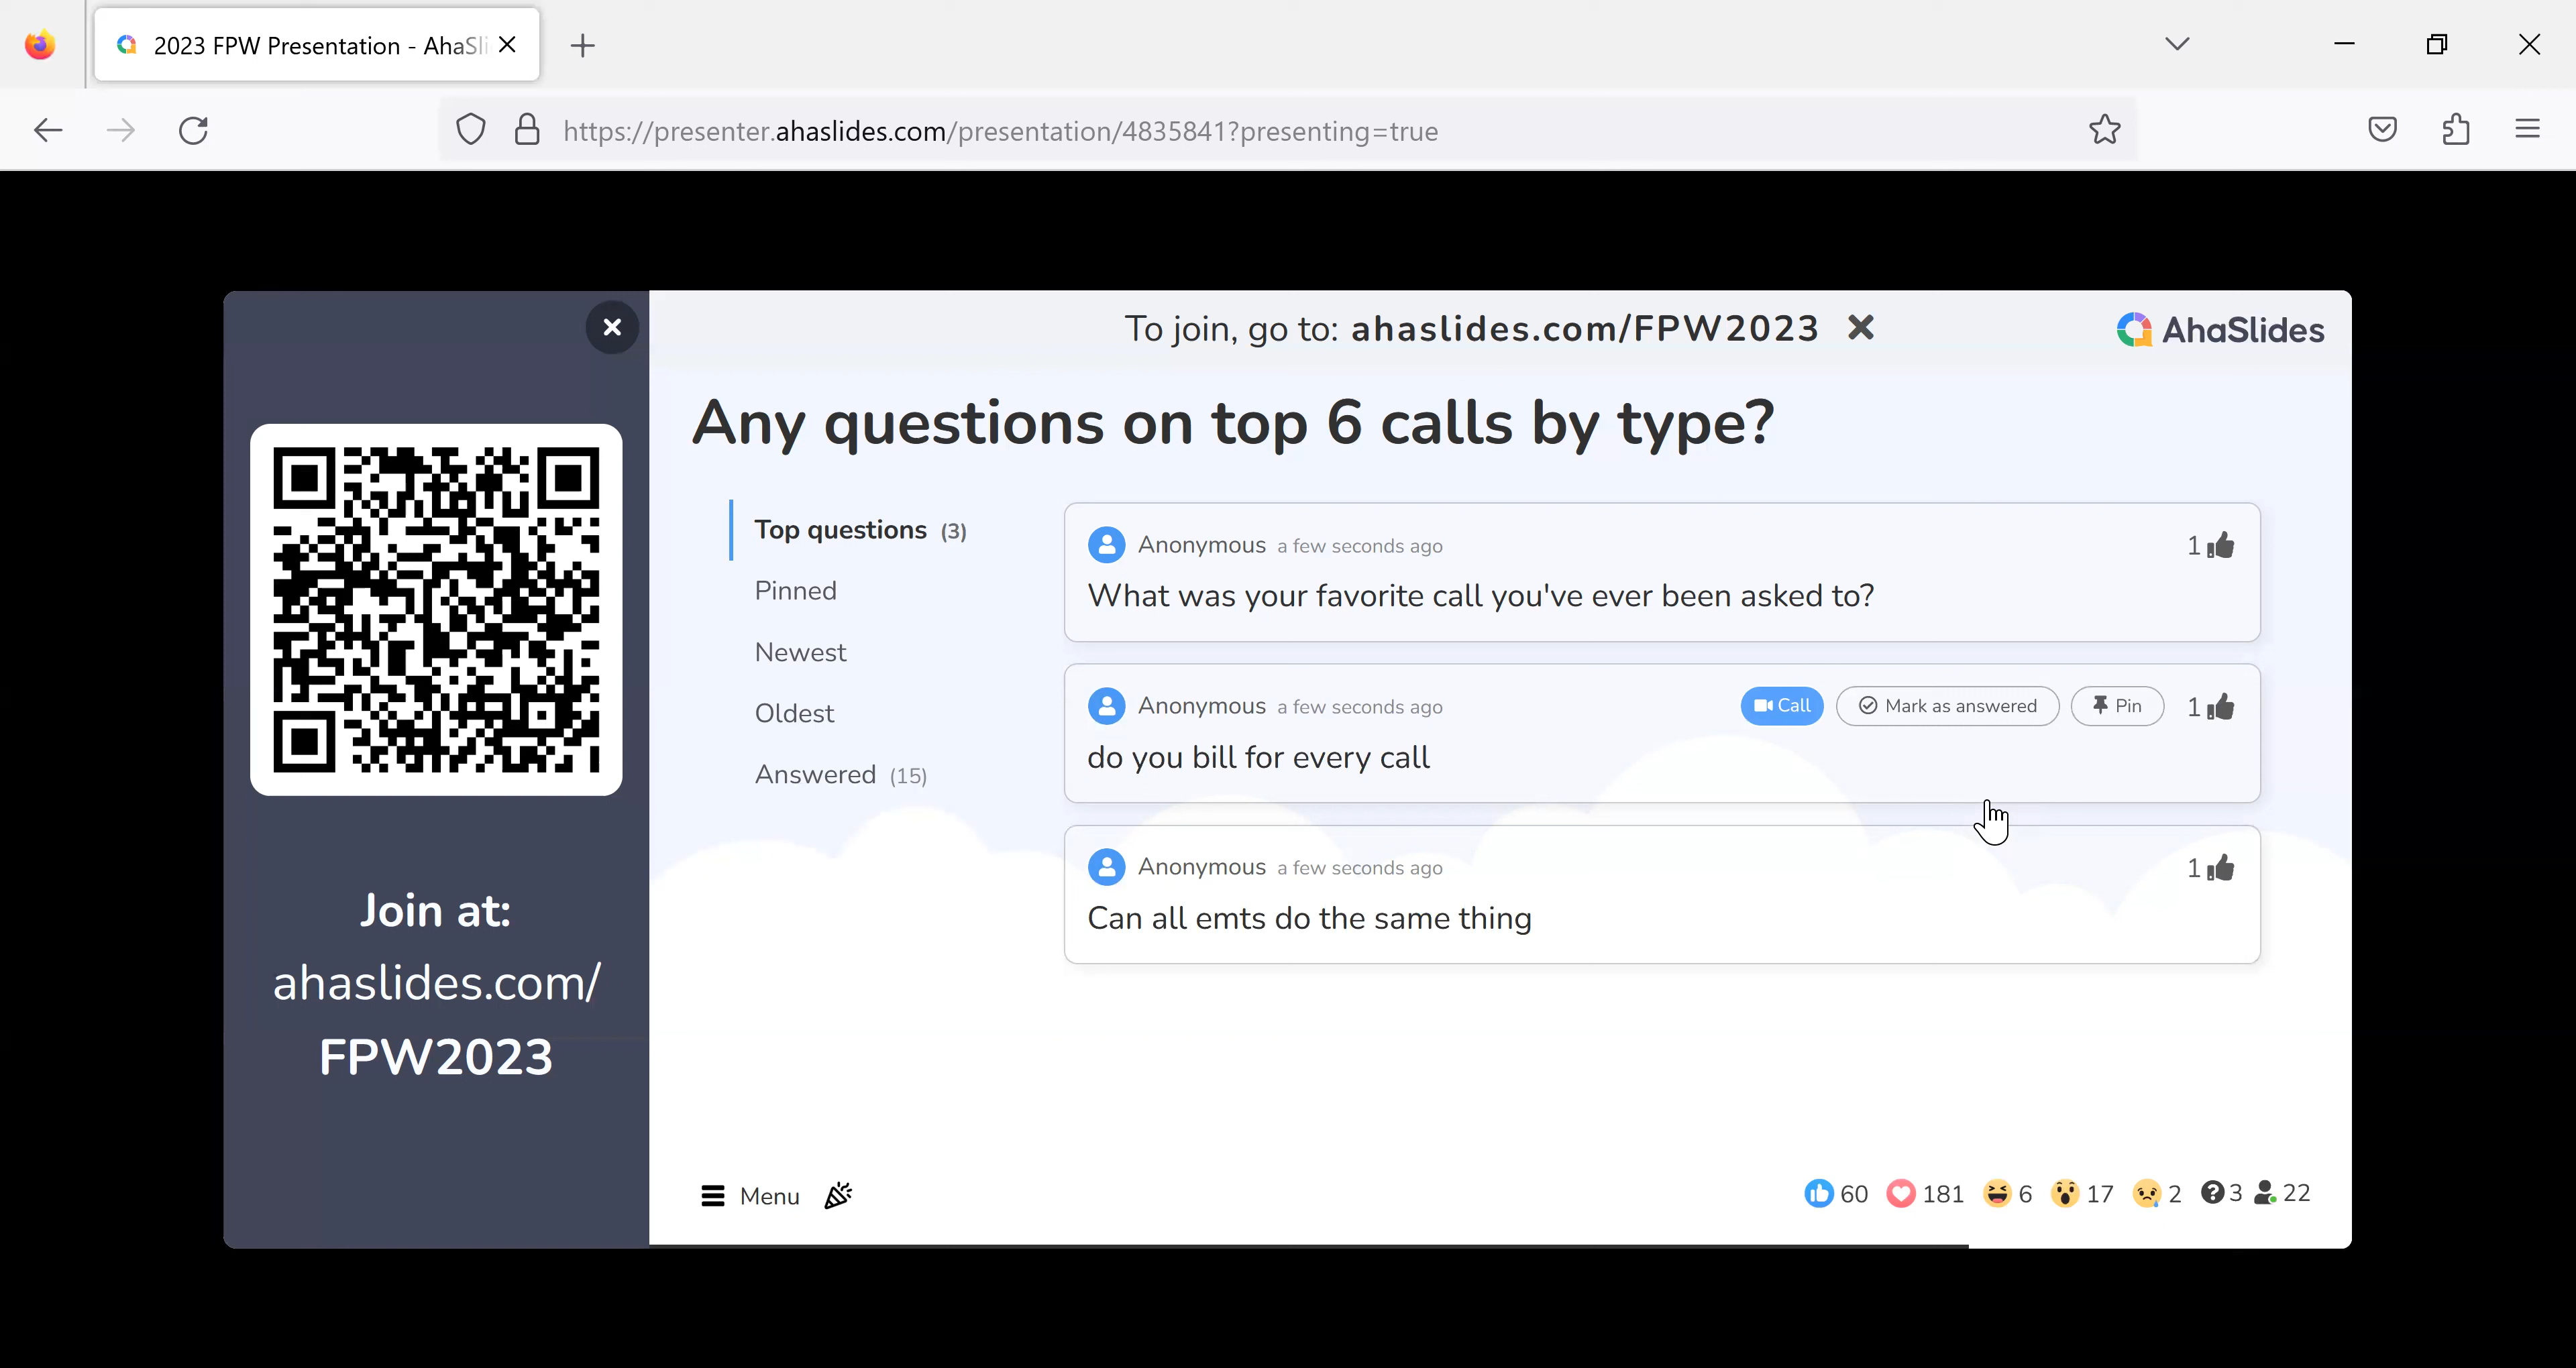 2023 FPW Presentation - AhaSli
https://presenter.ahaslides.com/presentation/4835841?presenting=true
To join, go to: ahaslides.com/FPW2023
AhaSlides
Any questions on top 6 calls by type?
Top questions (3)
Pinned
Newest
Oldest
Answered (15)
Anonymous a few seconds ago 1
What was your favorite call you've ever been asked to?
Anonymous a few seconds ago Call Mark as answered Pin 1
do you bill for every call
Anonymous a few seconds ago 1
Can all emts do the same thing
Join at:
ahaslides.com/
FPW2023
Menu
60 181 6 17 2 3 22